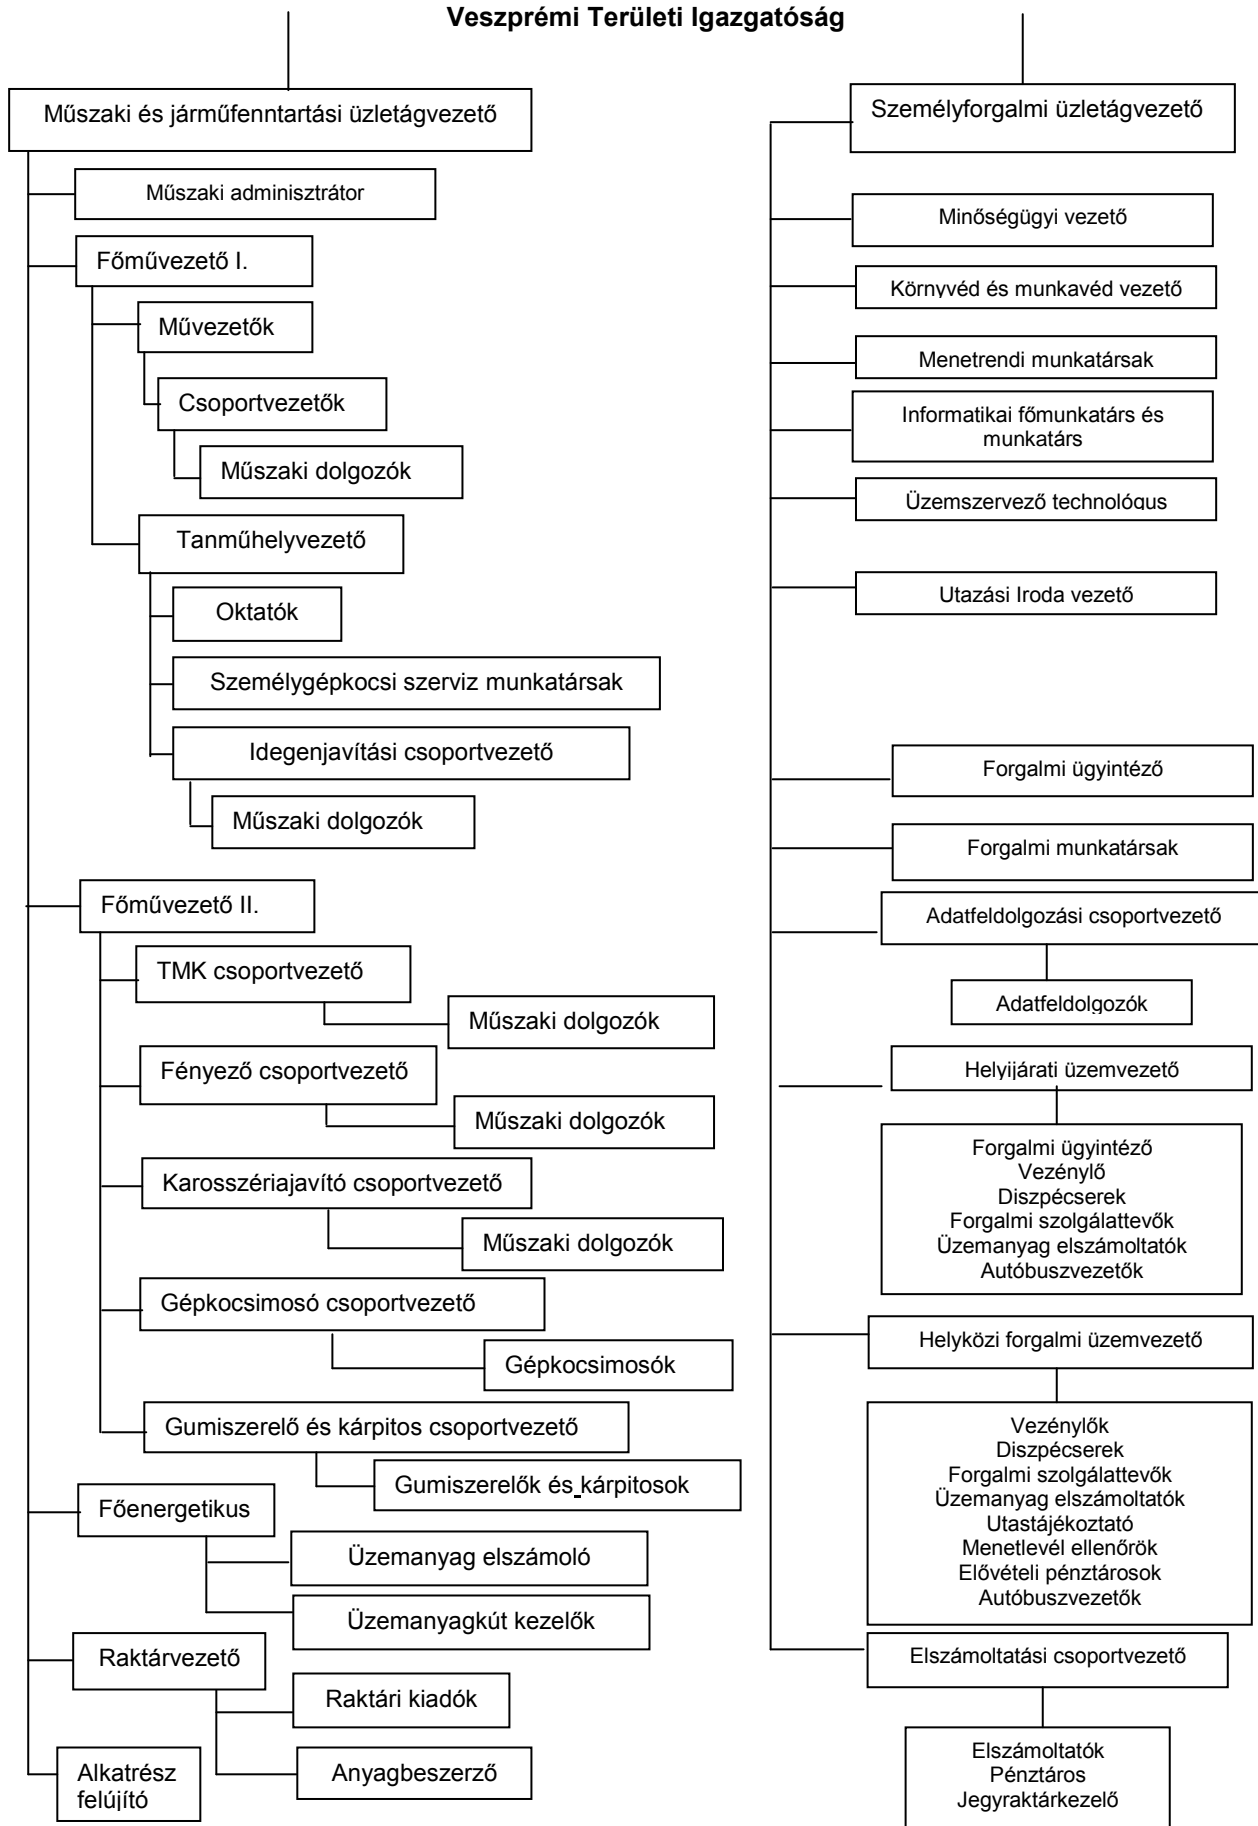 Veszprémi Területi Igazgatóság
Műszaki és járműfenntartási üzletágvezető
Műszaki adminisztrátor
Főművezető I.
Művezetők
Csoportvezetők
Műszaki dolgozók
Tanműhelyvezető
Oktatók
Személygépkocsi szerviz munkatársak
Idegenjavítási csoportvezető
Műszaki dolgozók
Főművezető II.
TMK csoportvezető
Műszaki dolgozók
Fényező csoportvezető
Műszaki dolgozók
Karosszériajavító csoportvezető
Műszaki dolgozók
Gépkocsimosó csoportvezető
Gépkocsimosók
Gumiszerelő és kárpitos csoportvezető
Gumiszerelők és kárpitosok
Főenergetikus
Üzemanyag elszámoló
Üzemanyagkút kezelők
Raktárvezető
Raktári kiadók
Anyagbeszerző
Alkatrész
felújító
Személyforgalmi üzletágvezető
Minőségügyi vezető
Környvéd és munkavéd vezető
Menetrendi munkatársak
Informatikai főmunkatárs és
munkatárs
Üzemszervező technológus
Utazási Iroda vezető
Forgalmi ügyintéző
Forgalmi munkatársak
Adatfeldolgozási csoportvezető
Adatfeldolgozók
Helyijárati üzemvezető
Forgalmi ügyintéző
Vezénylő
Diszpécserek
Forgalmi szolgálattevők
Üzemanyag elszámoltatók
Autóbuszvezetők
Helyközi forgalmi üzemvezető
Vezénylők
Diszpécserek
Forgalmi szolgálattevők
Üzemanyag elszámoltatók
Utastájékoztató
Menetlevél ellenőrök
Elővételi pénztárosok
Autóbuszvezetők
Elszámoltatási csoportvezető
Elszámoltatók
Pénztáros
Jegyraktárkezelő